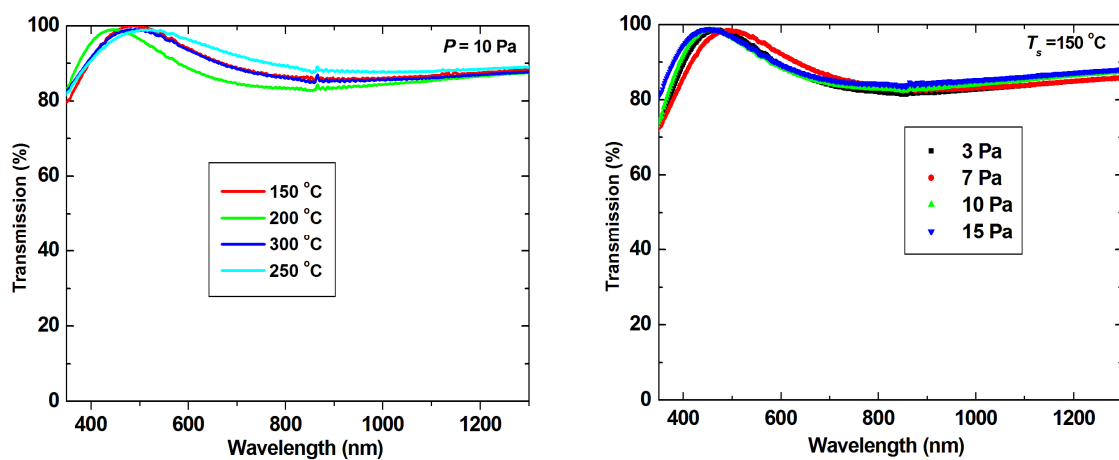 100
80
60
40
20
0
Transmission (%)
P = 10 Pa
150 °C
200 °C
300 °C
250 °C
400 600 800 1000 1200
Wavelength (nm)
100
80
60
40
20
0
Transmission (%)
Ts =150 °C
3 Pa
7 Pa
10 Pa
15 Pa
400 600 800 1000 1200
Wavelength (nm)